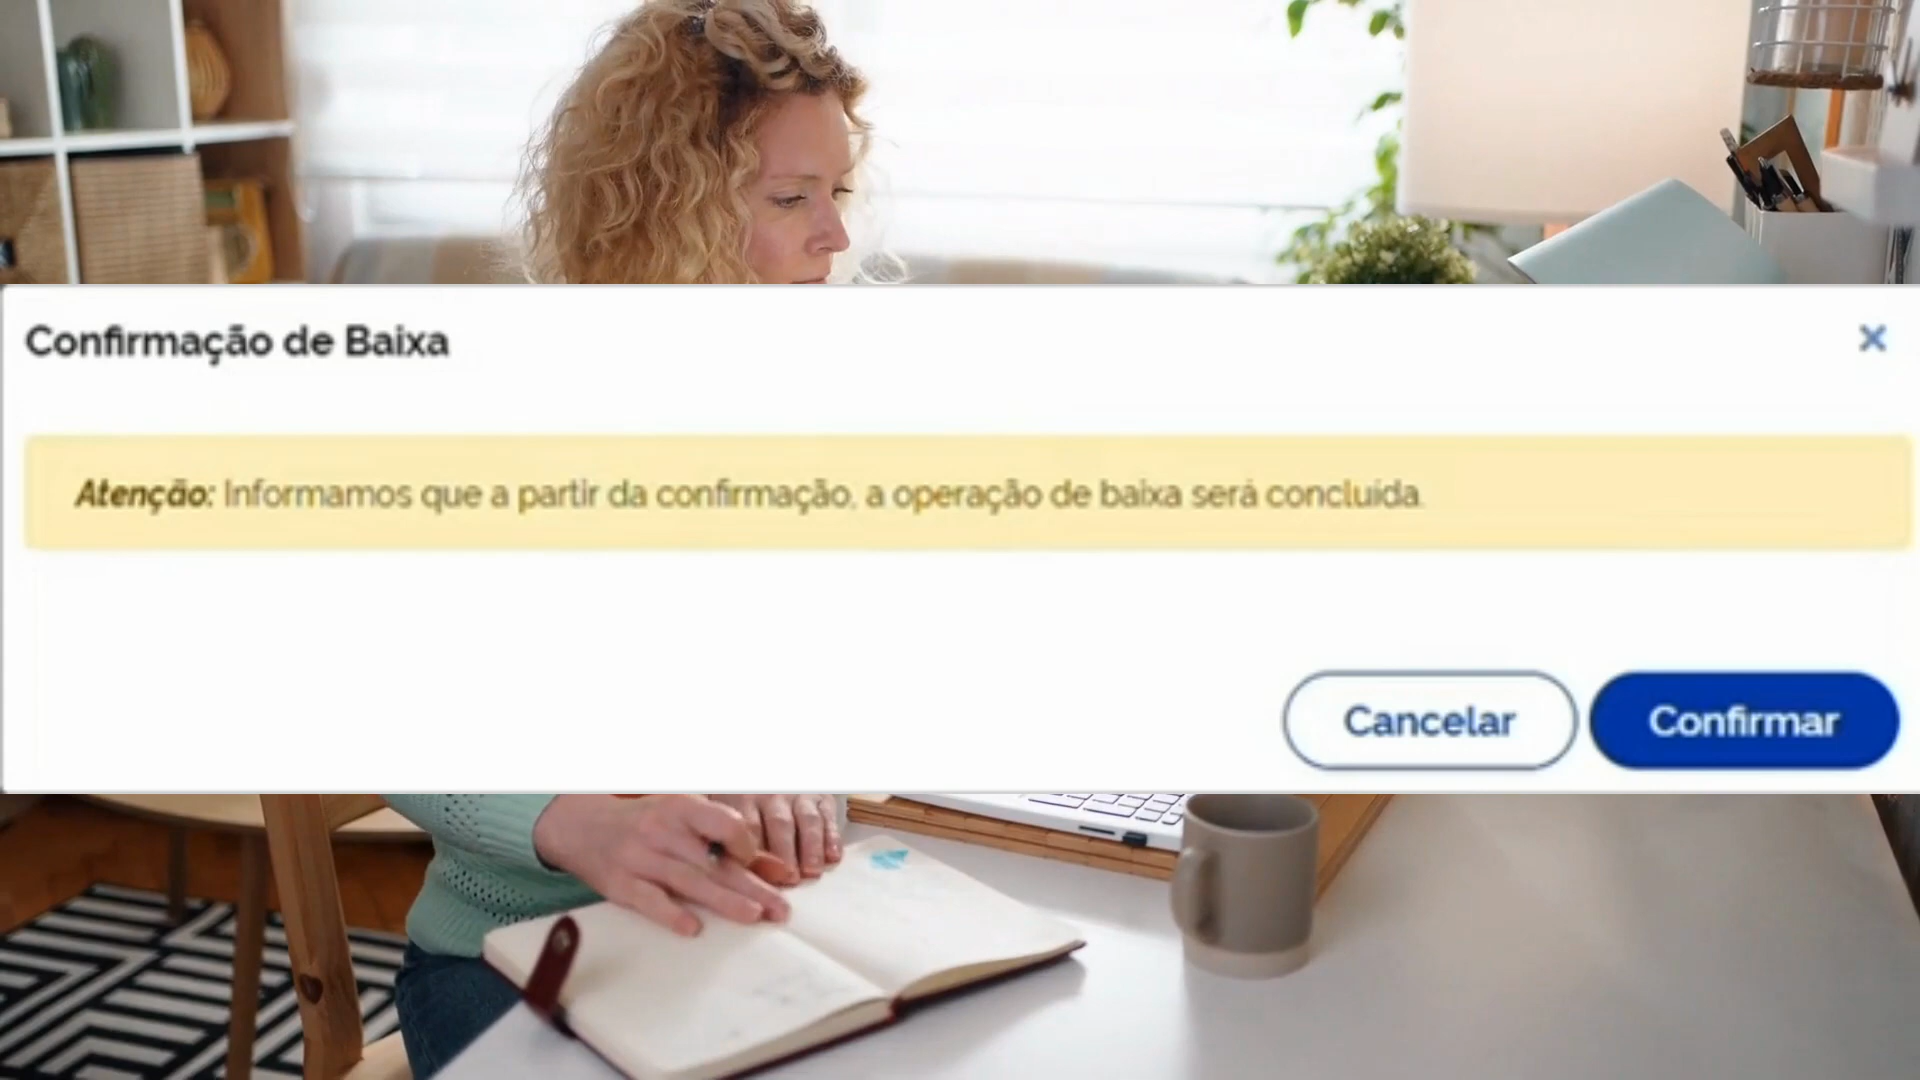 Confirmação de Baixa
Atenção: Informamos que a partir da confirmação, a operação de baixa será concluída.
Cancelar
Confirmar